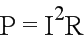 P = I²R